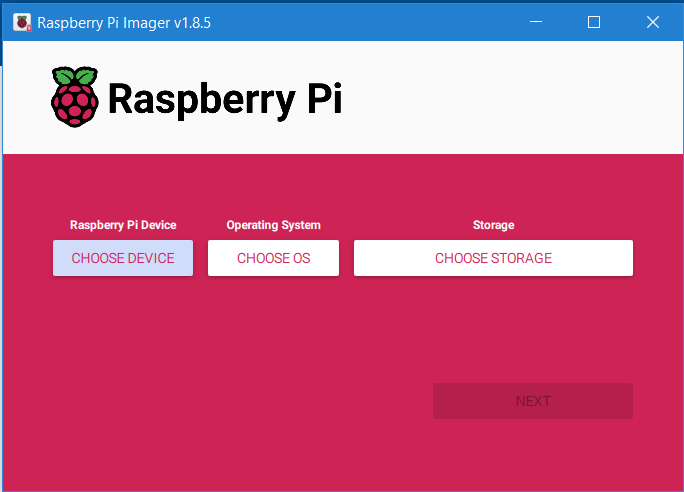 Raspberry Pi Imager v1.8.5
Raspberry Pi
Raspberry Pi Device Operating System Storage
CHOOSE DEVICE CHOOSE OS CHOOSE STORAGE
NEXT